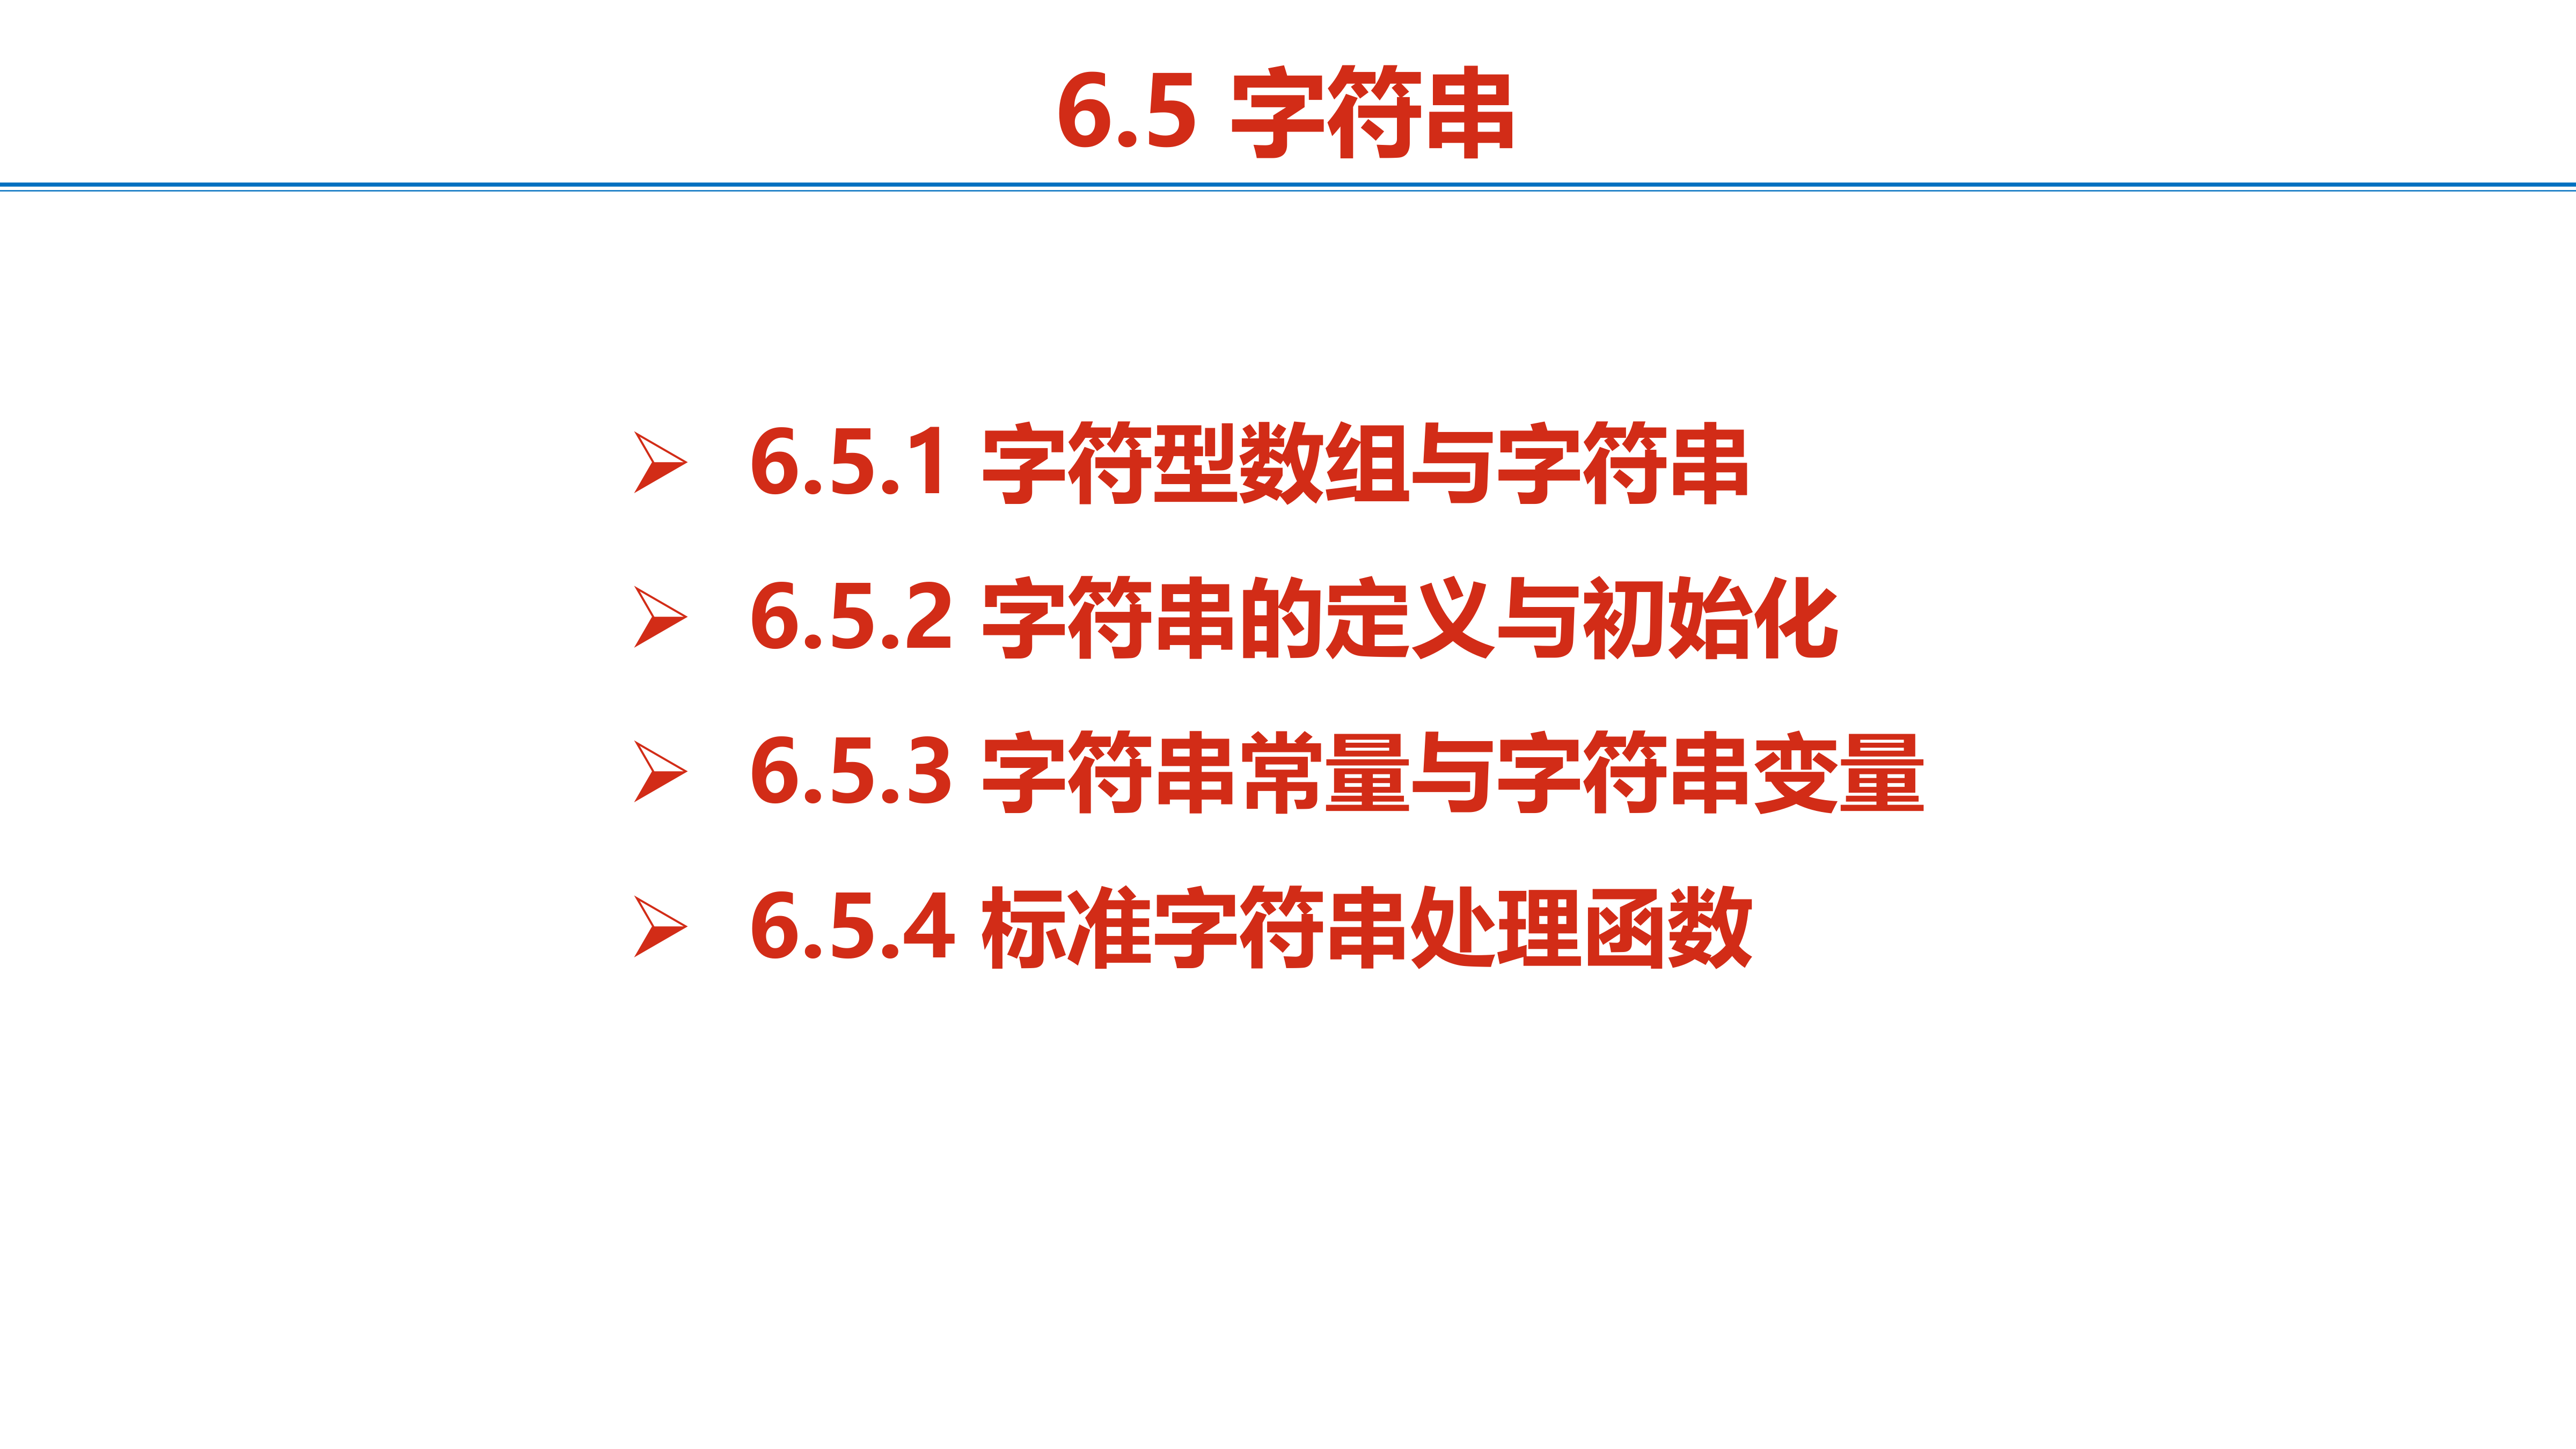 6.5 字符串
6.5.1 字符型数组与字符串
6.5.2 字符串的定义与初始化
6.5.3 字符串常量与字符串变量
6.5.4 标准字符串处理函数